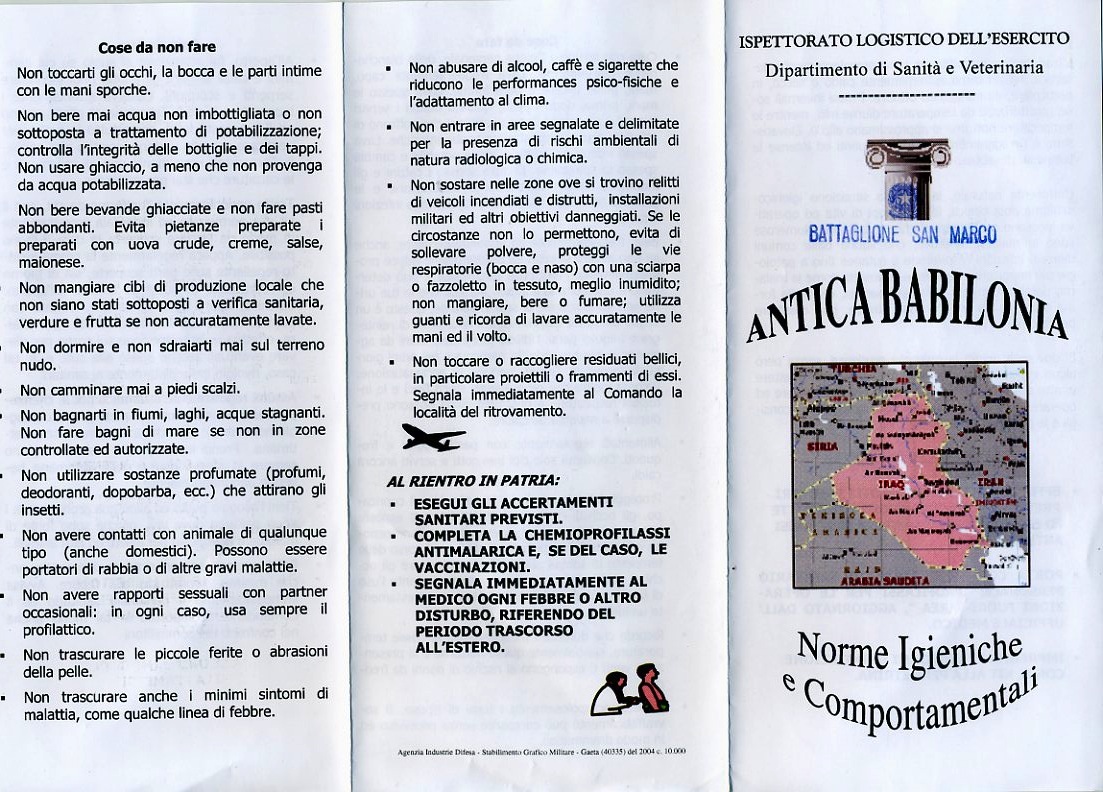 Cose da non fare
Non toccarti gli occhi, la bocca e le parti intime
con le mani sporche.
Non bere mai acqua non imbottigliata o non
sottoposta a trattamento di potabilizzazione;
controlla l'integrità delle bottiglie e dei tappi.
Non usare ghiaccio, a meno che non provenga
da acqua potabilizzata.
Non bere bevande ghiacciate e non fare pasti
abbondanti. Evita pietanze preparate i
preparati con uova crude, creme, salse,
maionese.
Non mangiare cibi di produzione locale che
non siano stati sottoposti a verifica sanitaria,
verdure e frutta se non accuratamente lavate.
Non dormire e non sdraiarti mai sul terreno
nudo.
Non camminare mai a piedi scalzi.
Non bagnarti in fiumi, laghi, acque stagnanti.
Non fare bagni di mare se non in zone
controllate ed autorizzate.
Non utilizzare sostanze profumate (profumi,
deodoranti, dopobarba, ecc.) che attirano gli
insetti.
Non avere contatti con animale di qualunque
tipo (anche domestici). Possono essere
portatori di rabbia o di altre gravi malattie.
Non avere rapporti sessuali con partner
occasionali: in ogni caso, usa sempre il
profilattico.
Non trascurare le piccole ferite o abrasioni
della pelle.
Non trascurare anche i minimi sintomi di
malattia, come qualche linea di febbre.
Non abusare di alcool, caffè e sigarette che
riducono le performances psico-fisiche e
l'adattamento al clima.
Non entrare in aree segnalate e delimitate
per la presenza di rischi ambientali di
natura radiologica o chimica.
Non sostare nelle zone ove si trovino relitti
di veicoli incendiati e distrutti, installazioni
militari ed altri obiettivi danneggiati. Se le
circostanze non lo permettono, evita di
sollevare polvere, proteggi le vie
respiratorie (bocca e naso) con una sciarpa
o fazzoletto in tessuto, meglio inumidito;
non mangiare, bere o fumare; utilizza
guanti e ricorda di lavare accuratamente le
mani ed il volto.
Non toccare o raccogliere residuati bellici,
in particolare proiettili o frammenti di essi.
Segnala immediatamente al Comando la
località del ritrovamento.
AL RIENTRO IN PATRIA:
ESEGUI GLI ACCERTAMENTI
SANITARI PREVISTI.
COMPLETA LA CHEMIOPROFILASSI
ANTIMALARICA E, SE DEL CASO, LE
VACCINAZIONI.
SEGNALA IMMEDIATAMENTE AL
MEDICO OGNI FEBBRE O ALTRO
DISTURBO, RIFERENDO DEL
PERIODO TRASCORSO
ALL'ESTERO.
Agenzia Industrie Difesa - Stabilimento Grafico Militare - Gaeta (40335) del 2004 c. 10.000
ISPETTORATO LOGISTICO DELL'ESERCITO
Dipartimento di Sanità e Veterinaria
----------------------
BATTAGLIONE SAN MARCO
ANTICA BABILONIA
TURCHIA
SIRIA
IRAQ
IRAN
ARABIA SAUDITA
Norme Igieniche
e Comportamentali